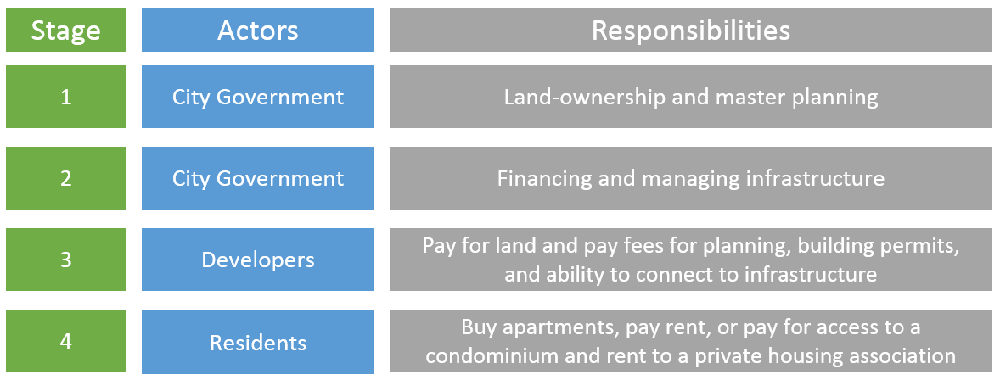 Stage Actors Responsibilities
1 City Government Land-ownership and master planning
2 City Government Financing and managing infrastructure
3 Developers Pay for land and pay fees for planning, building permits,
and ability to connect to infrastructure
4 Residents Buy apartments, pay rent, or pay for access to a
condominium and rent to a private housing association